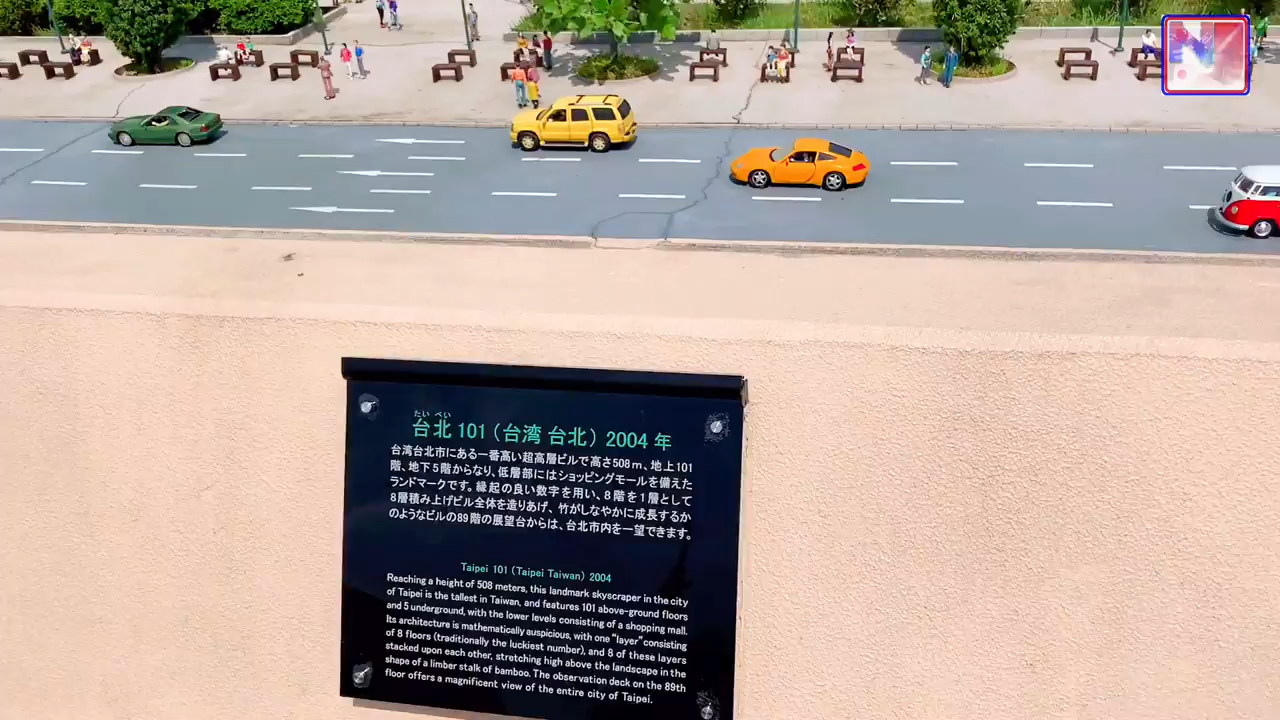 たい ぺい
台北 101 (台湾 台北) 2004 年
台湾台北市にある一番高い超高層ビルで高さ508m、地上101
階、地下5階からなり、低層部にはショッピングモールを備えた
ランドマークです。縁起の良い数字を用い、8階を1層として
8層積み上げビル全体を造りあげ、竹がしなやかに成長するか
のようなビルの89階の展望台からは、台北市内を一望できます。
Taipei 101 (Taipei Taiwan) 2004
Reaching a height of 508 meters, this landmark skyscraper in the city
of Taipei is the tallest in Taiwan, and features 101 above-ground floors
and 5 underground, with the lower levels consisting of a shopping mall.
Its architecture is mathematically auspicious, with one "layer" consisting
of 8 floors (traditionally the luckiest number), and 8 of these layers
stacked upon each other, stretching high above the landscape in the
shape of a limber stalk of bamboo. The observation deck on the 89th
floor offers a magnificent view of the entire city of Taipei.